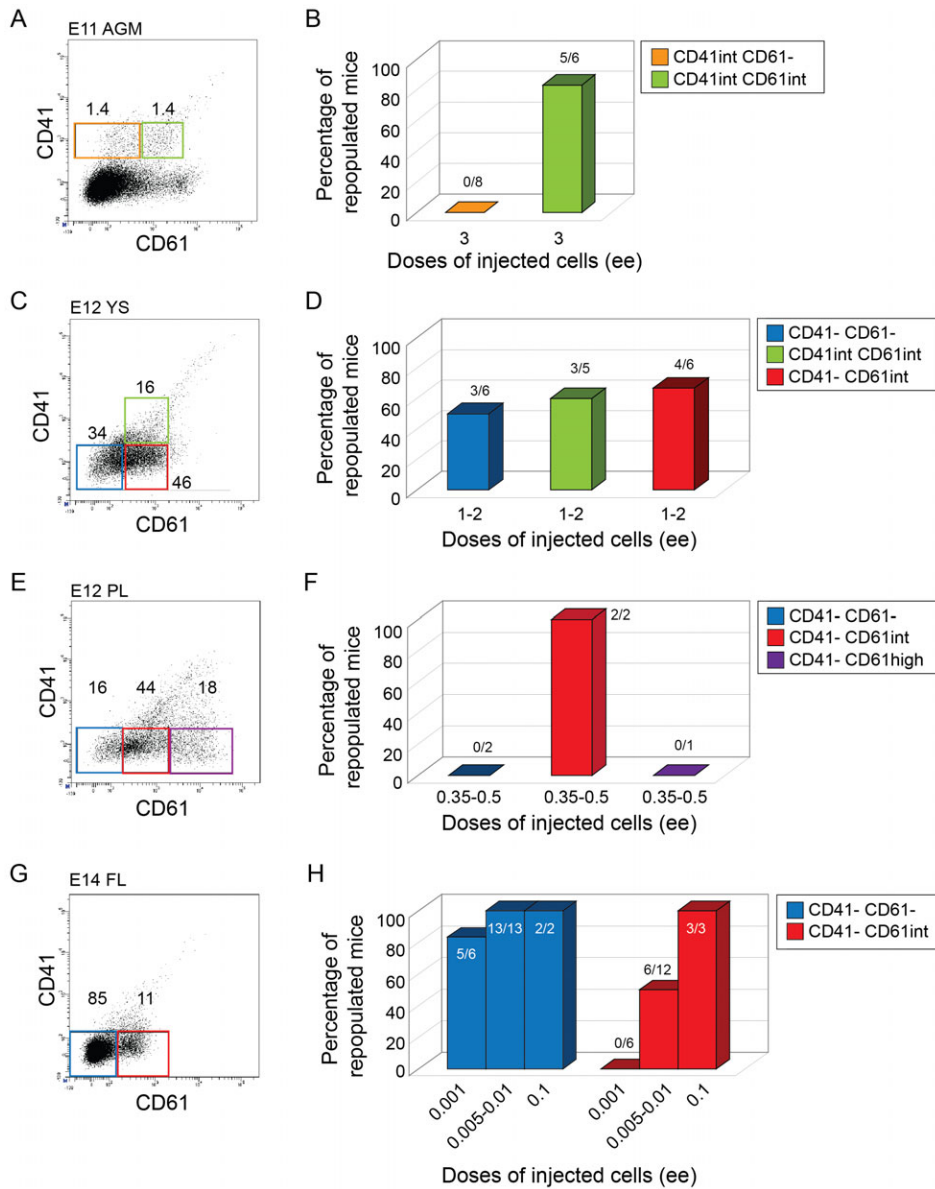 A
E11 AGM
1.4 1.4
CD41
CD61
B
Percentage of
repopulated mice
100
80
60
40
20
0
0/8
5/6
3 3
Doses of injected cells (ee)
CD41int CD61-
CD41int CD61int
C
E12 YS
16
34
46
CD41
CD61
D
Percentage of
repopulated mice
100
80
60
40
20
0
3/6 3/5 4/6
1-2 1-2 1-2
Doses of injected cells (ee)
CD41- CD61-
CD41int CD61int
CD41- CD61int
E
E12 PL
16 44 18
CD41
CD61
F
Percentage of
repopulated mice
100
80
60
40
20
0
0/2
2/2
0/1
0.35-0.5 0.35-0.5 0.35-0.5
Doses of injected cells (ee)
CD41- CD61-
CD41- CD61int
CD41- CD61high
G
E14 FL
85 11
CD41
CD61
H
Percentage of
repopulated mice
100
80
60
40
20
0
5/6 13/13 2/2
0/6 6/12 3/3
0.001 0.005-0.01 0.1 0.001 0.005-0.01 0.1
Doses of injected cells (ee)
CD41- CD61-
CD41- CD61int